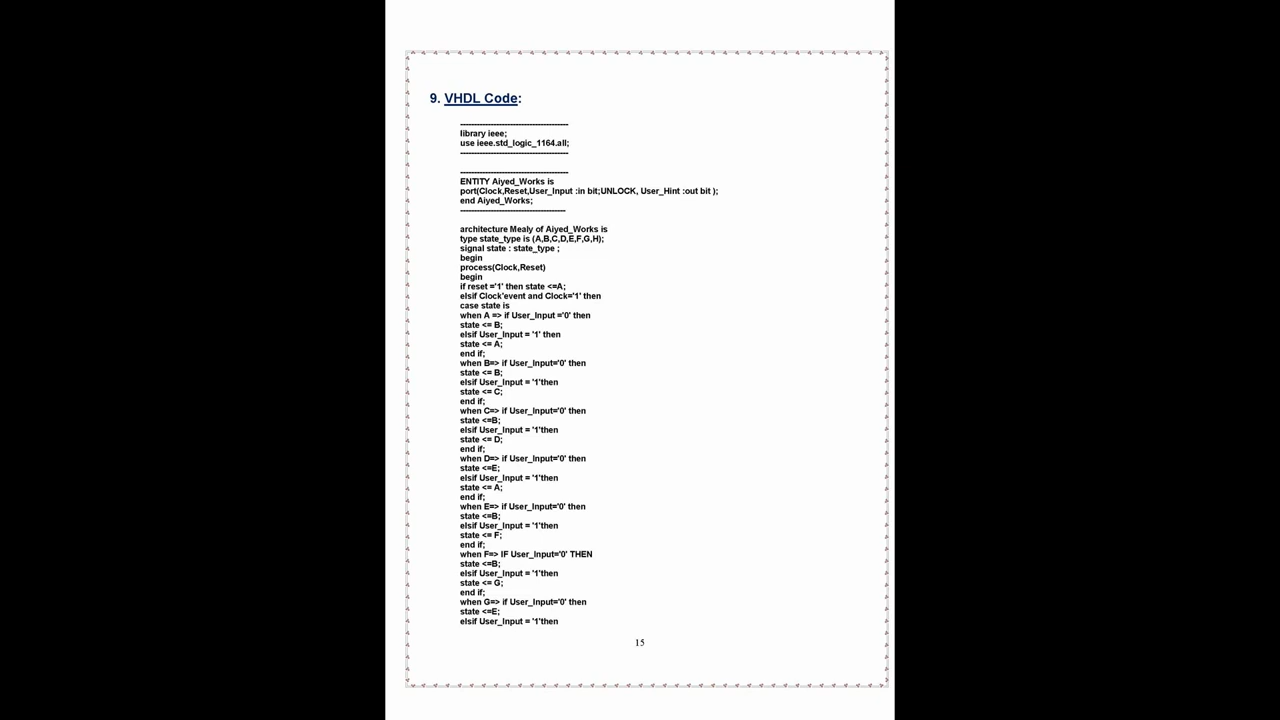 9. VHDL Code:
---------------------------------------
library ieee;
use ieee.std_logic_1164.all;
---------------------------------------
---------------------------------------
ENTITY Aiyed_Works is
port(Clock,Reset,User_Input :in bit;UNLOCK, User_Hint :out bit );
end Aiyed_Works;
--------------------------------------
architecture Mealy of Aiyed_Works is
type state_type is (A,B,C,D,E,F,G,H);
signal state : state_type ;
begin
process(Clock,Reset)
begin
if reset ='1' then state <=A;
elsif Clock'event and Clock='1' then
case state is
when A => if User_Input ='0' then
state <= B;
elsif User_Input = '1' then
state <= A;
end if;
when B=> if User_Input='0' then
state <= B;
elsif User_Input = '1'then
state <= C;
end if;
when C=> if User_Input='0' then
state <=B;
elsif User_Input = '1'then
state <= D;
end if;
when D=> if User_Input='0' then
state <=E;
elsif User_Input = '1'then
state <= A;
end if;
when E=> if User_Input='0' then
state <=B;
elsif User_Input = '1'then
state <= F;
end if;
when F=> IF User_Input='0' THEN
state <=B;
elsif User_Input = '1'then
state <= G;
end if;
when G=> if User_Input='0' then
state <=E;
elsif User_Input = '1'then
15